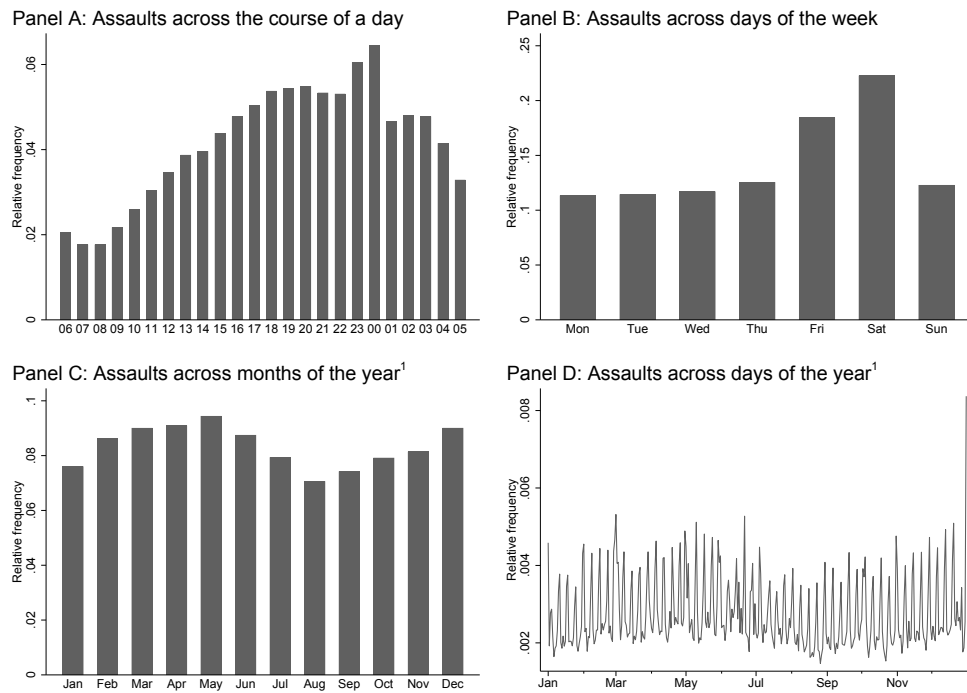 Panel A: Assaults across the course of a day
Relative frequency
0 .02 .04 .06
06 07 08 09 10 11 12 13 14 15 16 17 18 19 20 21 22 23 00 01 02 03 04 05
Panel B: Assaults across days of the week
Relative frequency
0 .05 .1 .15 .2 .25
Mon Tue Wed Thu Fri Sat Sun
Panel C: Assaults across months of the year¹
Relative frequency
0 .02 .04 .06 .08 .1
Jan Feb Mar Apr May Jun Jul Aug Sep Oct Nov Dec
Panel D: Assaults across days of the year¹
Relative frequency
.002 .004 .006 .008
Jan Mar May Jul Sep Nov